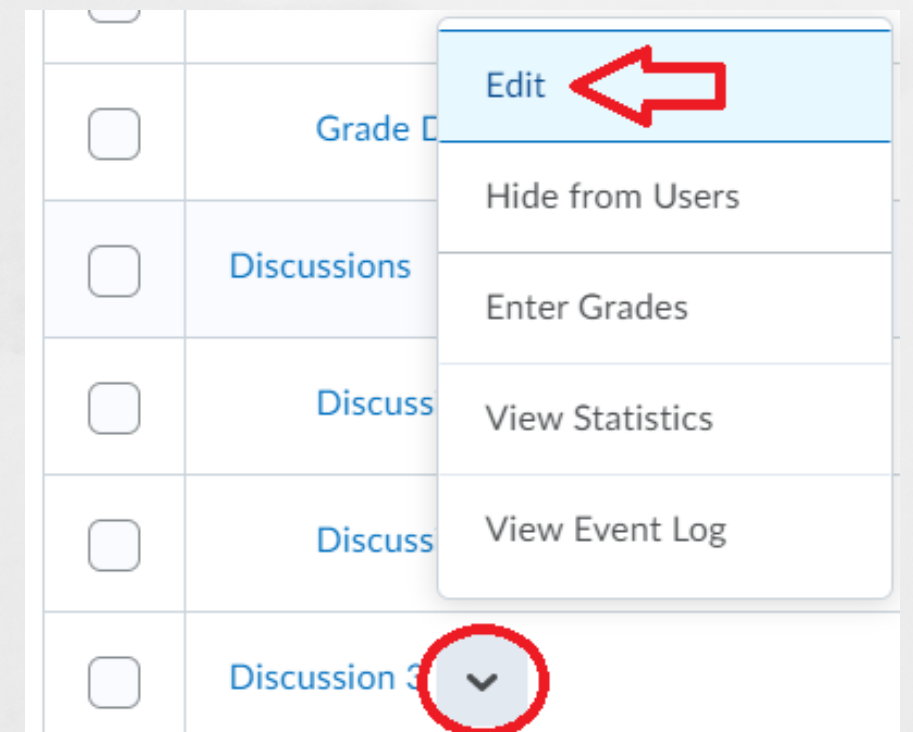 Edit
Grade D
Hide from Users
Discussions
Enter Grades
Discuss
View Statistics
Discuss
View Event Log
Discussion 3